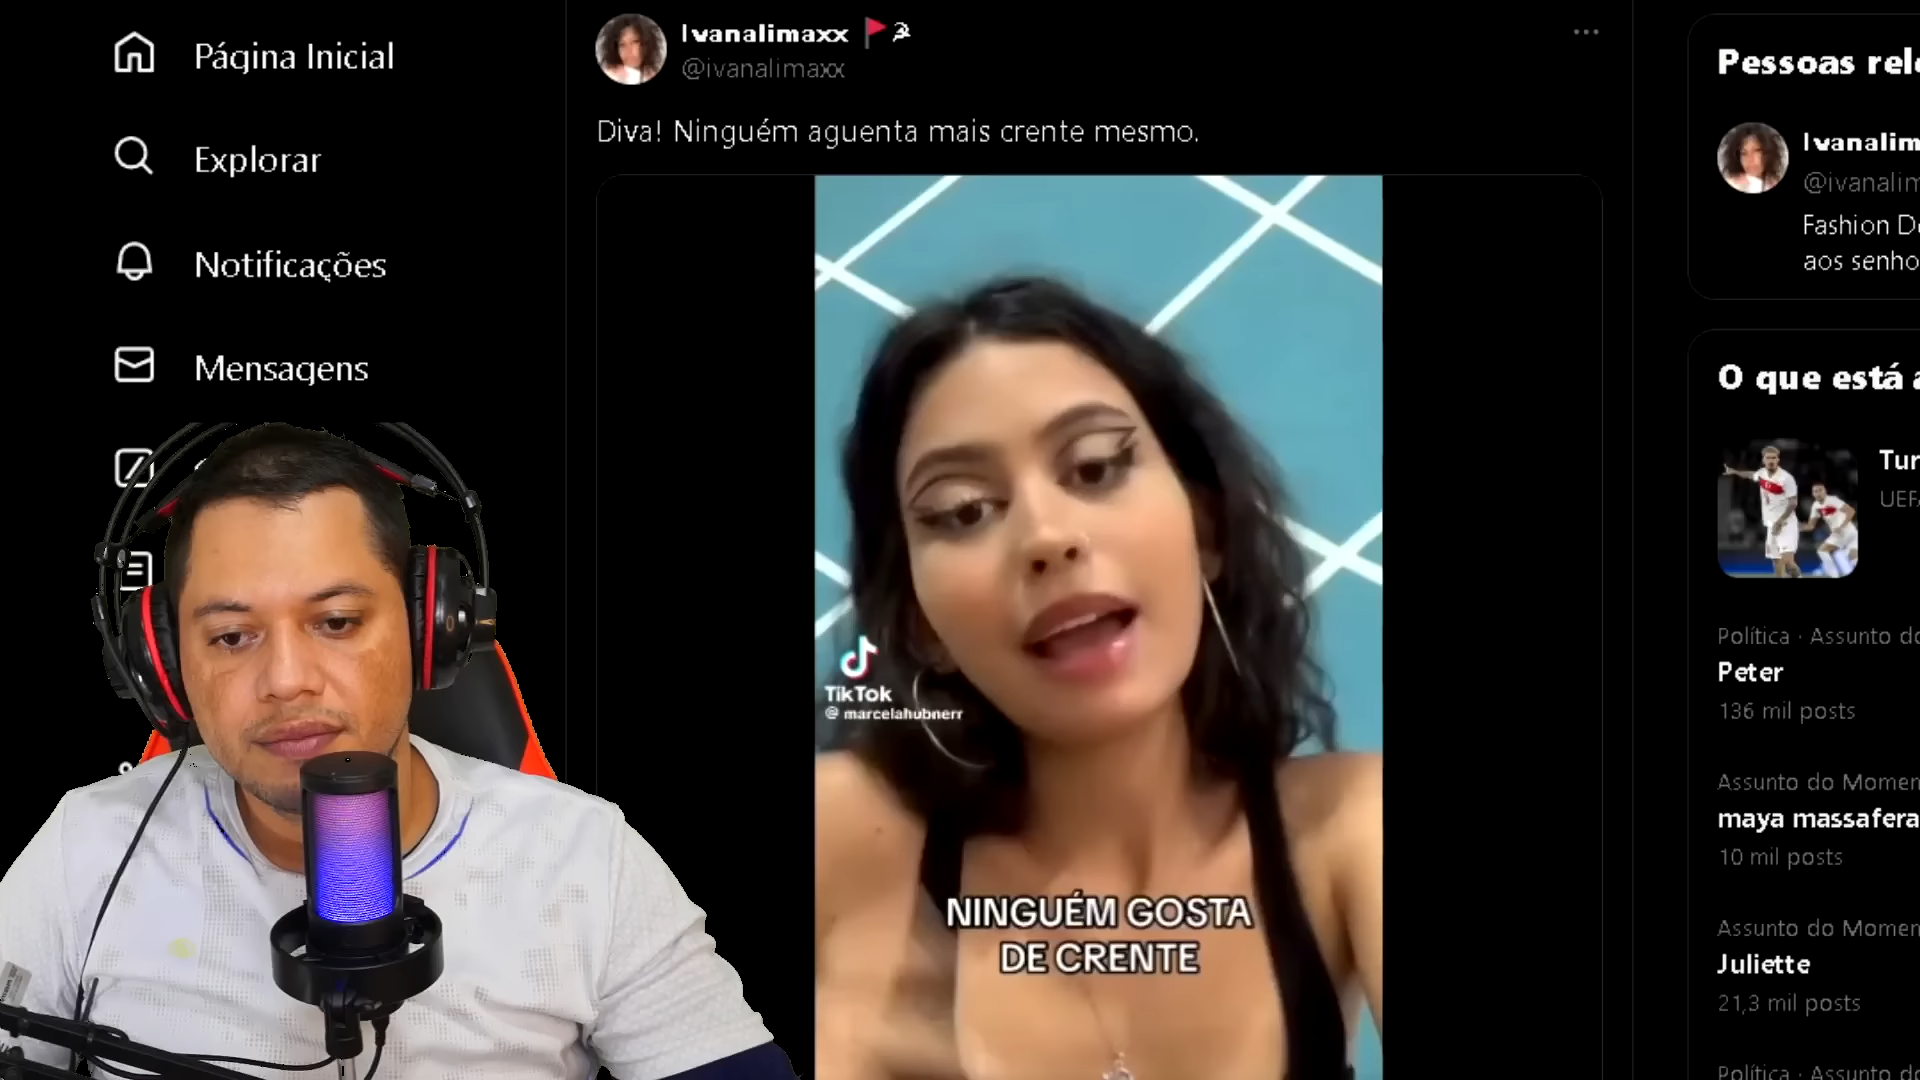 Página Inicial
Explorar
Notificações
Mensagens
Ivanalimaxx
@ivanalimaxx
Diva! Ninguém aguenta mais crente mesmo.
TikTok
@marcelahubnerr
NINGUÉM GOSTA
DE CRENTE
Pessoas rel
Ivanalim
@ivanalim
Fashion D
aos senho
O que está a
Tur
UEF
Política · Assunto do
Peter
136 mil posts
Assunto do Momen
maya massafera
10 mil posts
Assunto do Momen
Juliette
21,3 mil posts
Política · Assunto do